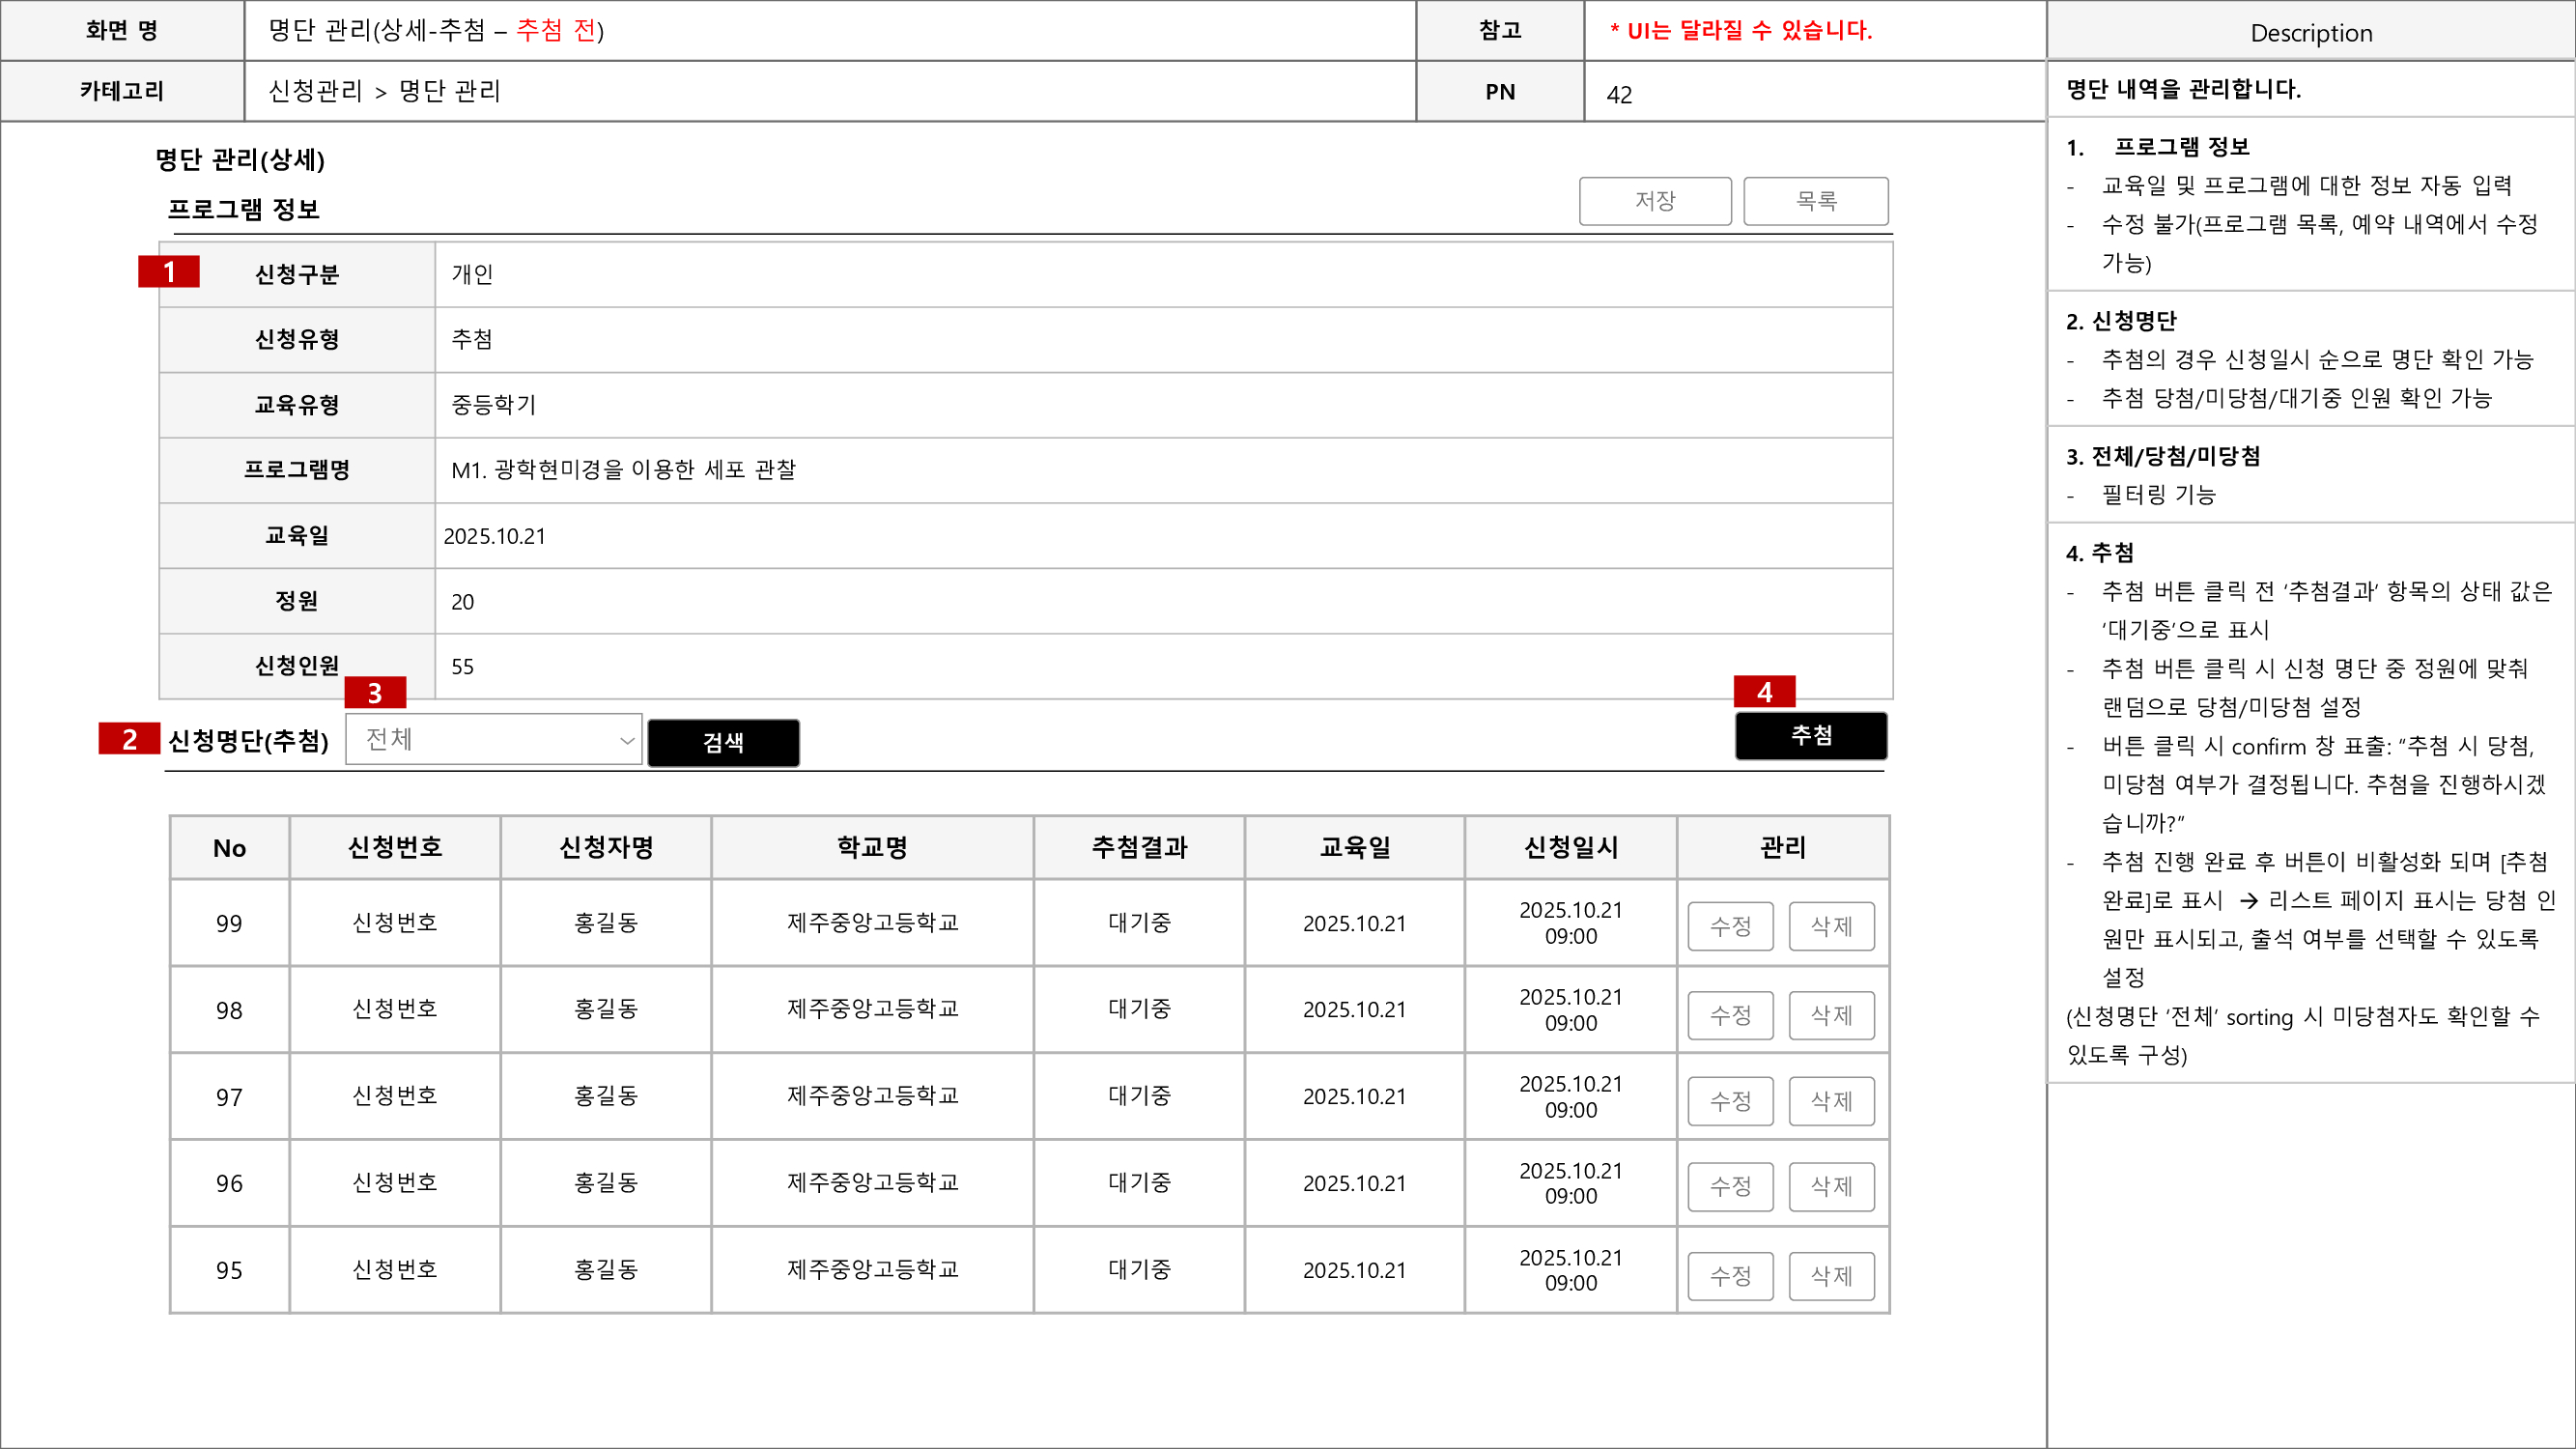 화면 명
명단 관리(상세-추첨 – 추첨 전)
참고
* UI는 달라질 수 있습니다.
카테고리
신청관리 > 명단 관리
PN
42
명단 관리(상세)
프로그램 정보
저장
목록
1
신청구분
개인
신청유형
추첨
교육유형
중등학기
프로그램명
M1. 광학현미경을 이용한 세포 관찰
교육일
2025.10.21
정원
20
신청인원
55
3
4
2
신청명단(추첨)
전체
검색
추첨
No 신청번호 신청자명 학교명 추첨결과 교육일 신청일시 관리
99 신청번호 홍길동 제주중앙고등학교 대기중 2025.10.21 2025.10.21
09:00
수정 삭제
98 신청번호 홍길동 제주중앙고등학교 대기중 2025.10.21 2025.10.21
09:00
수정 삭제
97 신청번호 홍길동 제주중앙고등학교 대기중 2025.10.21 2025.10.21
09:00
수정 삭제
96 신청번호 홍길동 제주중앙고등학교 대기중 2025.10.21 2025.10.21
09:00
수정 삭제
95 신청번호 홍길동 제주중앙고등학교 대기중 2025.10.21 2025.10.21
09:00
수정 삭제
Description
명단 내역을 관리합니다.
1. 프로그램 정보
- 교육일 및 프로그램에 대한 정보 자동 입력
- 수정 불가(프로그램 목록, 예약 내역에서 수정
가능)
2. 신청명단
- 추첨의 경우 신청일시 순으로 명단 확인 가능
- 추첨 당첨/미당첨/대기중 인원 확인 가능
3. 전체/당첨/미당첨
- 필터링 기능
4. 추첨
- 추첨 버튼 클릭 전 ‘추첨결과’ 항목의 상태 값은
‘대기중’으로 표시
- 추첨 버튼 클릭 시 신청 명단 중 정원에 맞춰
랜덤으로 당첨/미당첨 설정
- 버튼 클릭 시 confirm 창 표출: “추첨 시 당첨,
미당첨 여부가 결정됩니다. 추첨을 진행하시겠
습니까?”
- 추첨 진행 완료 후 버튼이 비활성화 되며 [추첨
완료]로 표시 → 리스트 페이지 표시는 당첨 인
원만 표시되고, 출석 여부를 선택할 수 있도록
설정
(신청명단 ‘전체’ sorting 시 미당첨자도 확인할 수
있도록 구성)